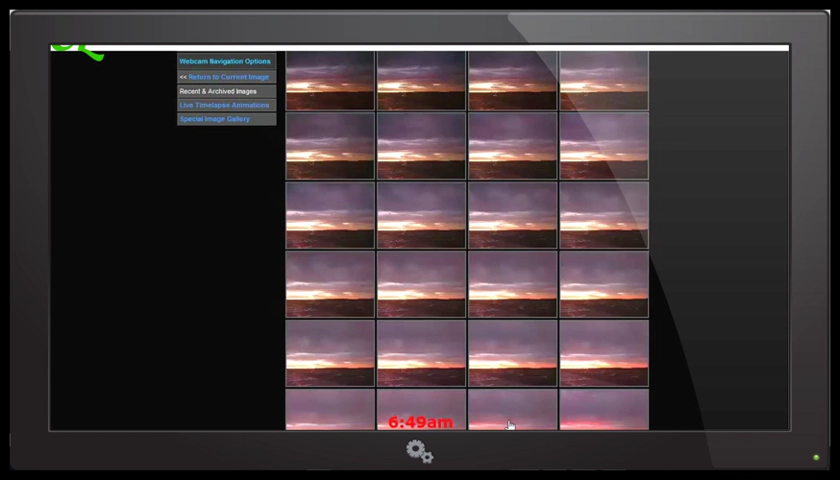 Webcam Navigation Options
<< Return to Current Image
Recent & Archived Images
Live Timelapse Animations
Special Image Gallery
6:49am